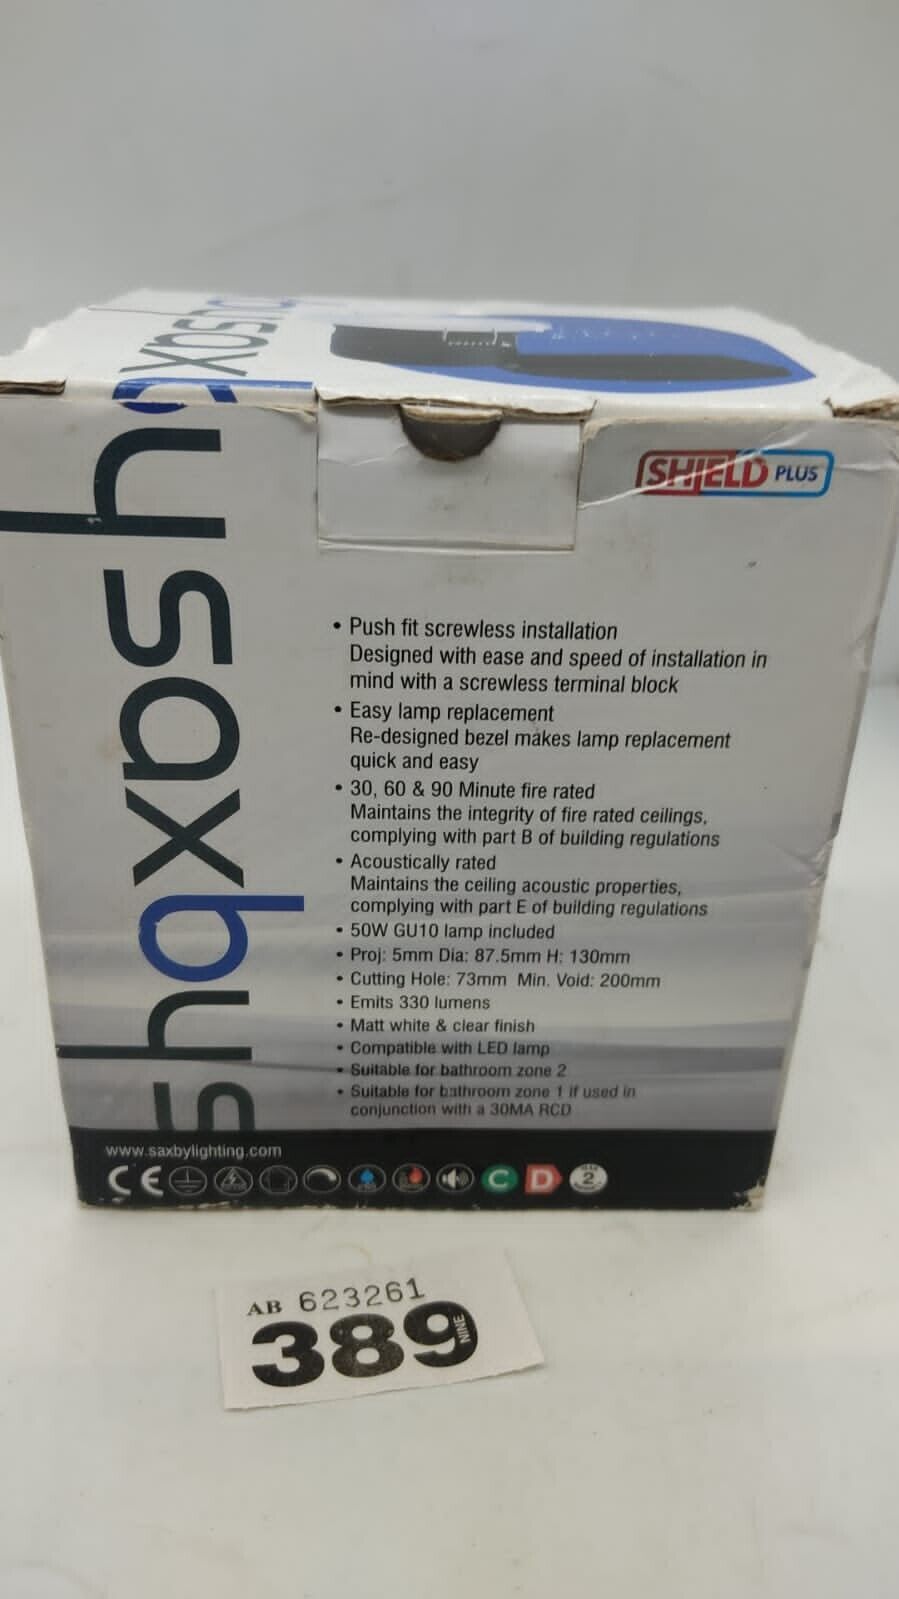 saxby
saxby
s
SHIELD PLUS
• Push fit screwless installation
Designed with ease and speed of installation in
mind with a screwless terminal block
• Easy lamp replacement
Re-designed bezel makes lamp replacement
quick and easy
• 30, 60 & 90 Minute fire rated
Maintains the integrity of fire rated ceilings,
complying with part B of building regulations
• Acoustically rated
Maintains the ceiling acoustic properties,
complying with part E of building regulations
• 50W GU10 lamp included
• Proj: 5mm Dia: 87.5mm H: 130mm
• Cutting Hole: 73mm Min. Void: 200mm
• Emits 330 lumens
• Matt white & clear finish
• Compatible with LED lamp
• Suitable for bathroom zone 2
• Suitable for bathroom zone 1 if used in
conjunction with a 30MA RCD
www.saxbylighting.com
CE C D 2
AB 623261
389 NINE